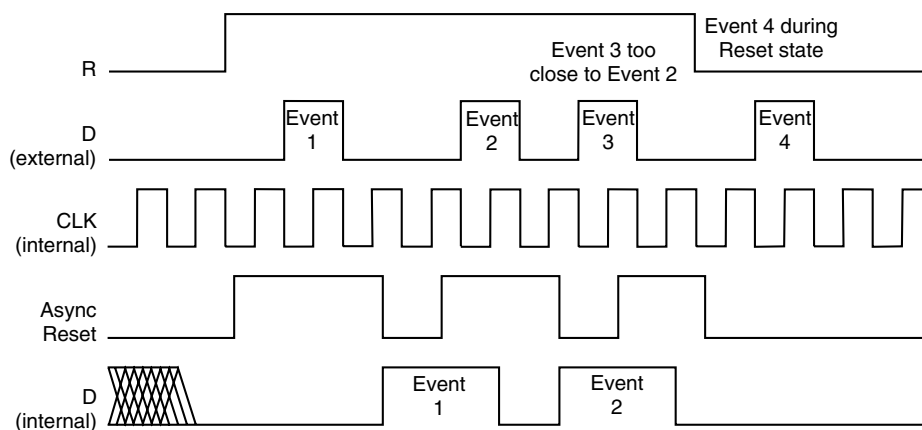 Event 4 during
Reset state
Event 3 too
close to Event 2
R
D
(external)
Event
1
Event
2
Event
3
Event
4
CLK
(internal)
Async
Reset
D
(internal)
Event
1
Event
2